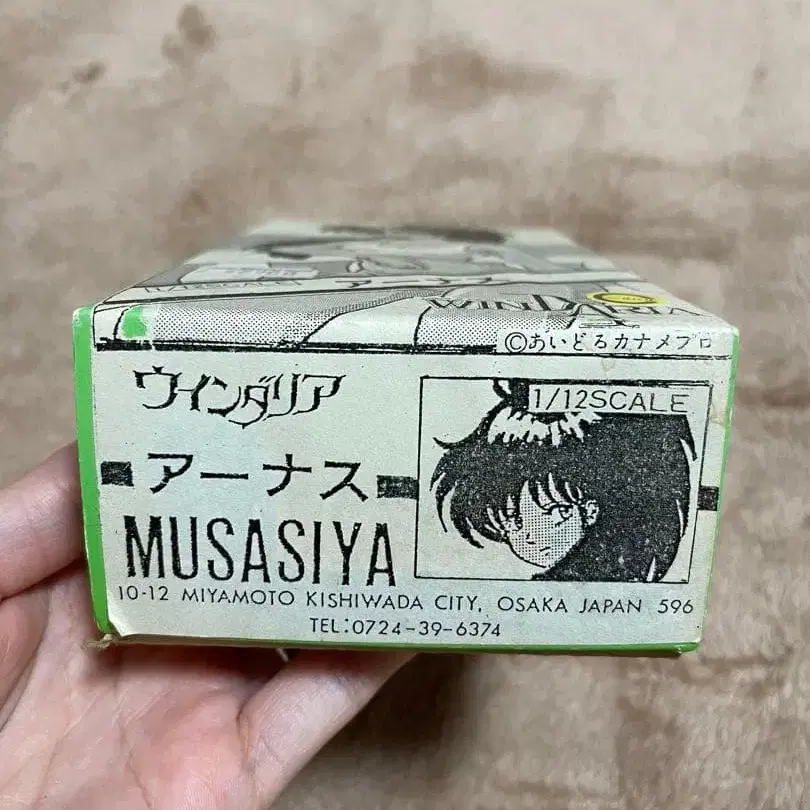 ©あいどるカナメプロ
ウインダリア
1/12SCALE
アーナス
MUSASIYA
10-12 MIYAMOTO KISHIWADA CITY, OSAKA JAPAN 596
TEL:0724-39-6374